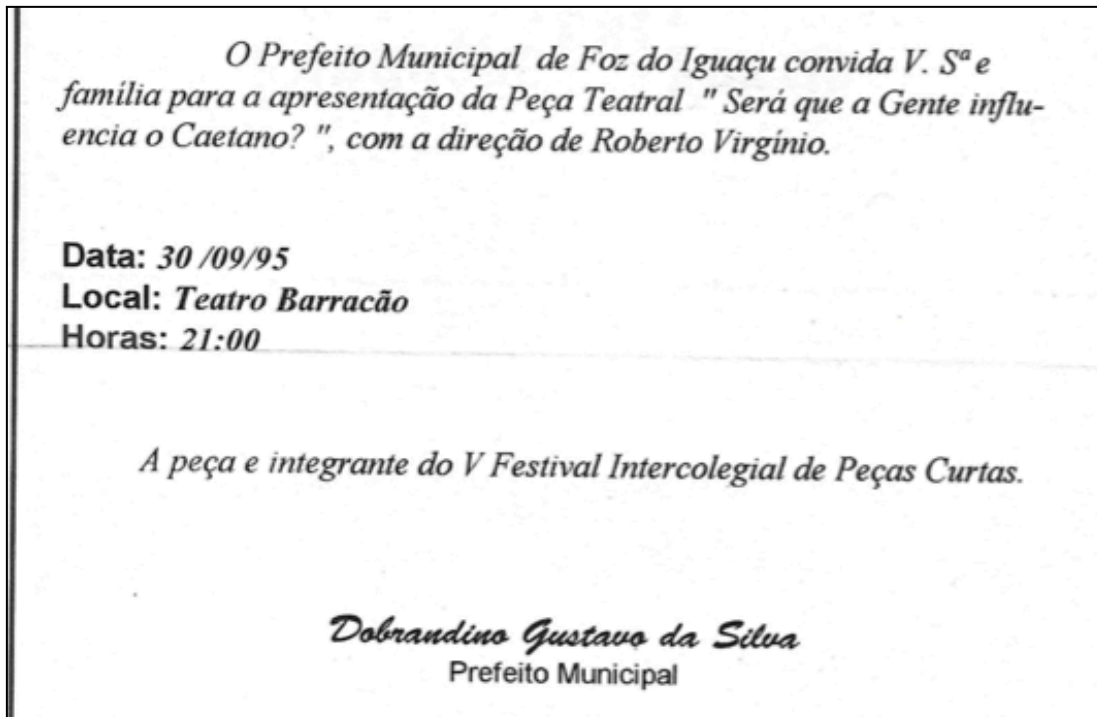 O Prefeito Municipal de Foz do Iguaçu convida V. Sª e
família para a apresentação da Peça Teatral " Será que a Gente influ-
encia o Caetano? ", com a direção de Roberto Virgínio.
Data: 30 /09/95
Local: Teatro Barracão
Horas: 21:00
A peça e integrante do V Festival Intercolegial de Peças Curtas.
Dobrandino Gustavo da Silva
Prefeito Municipal